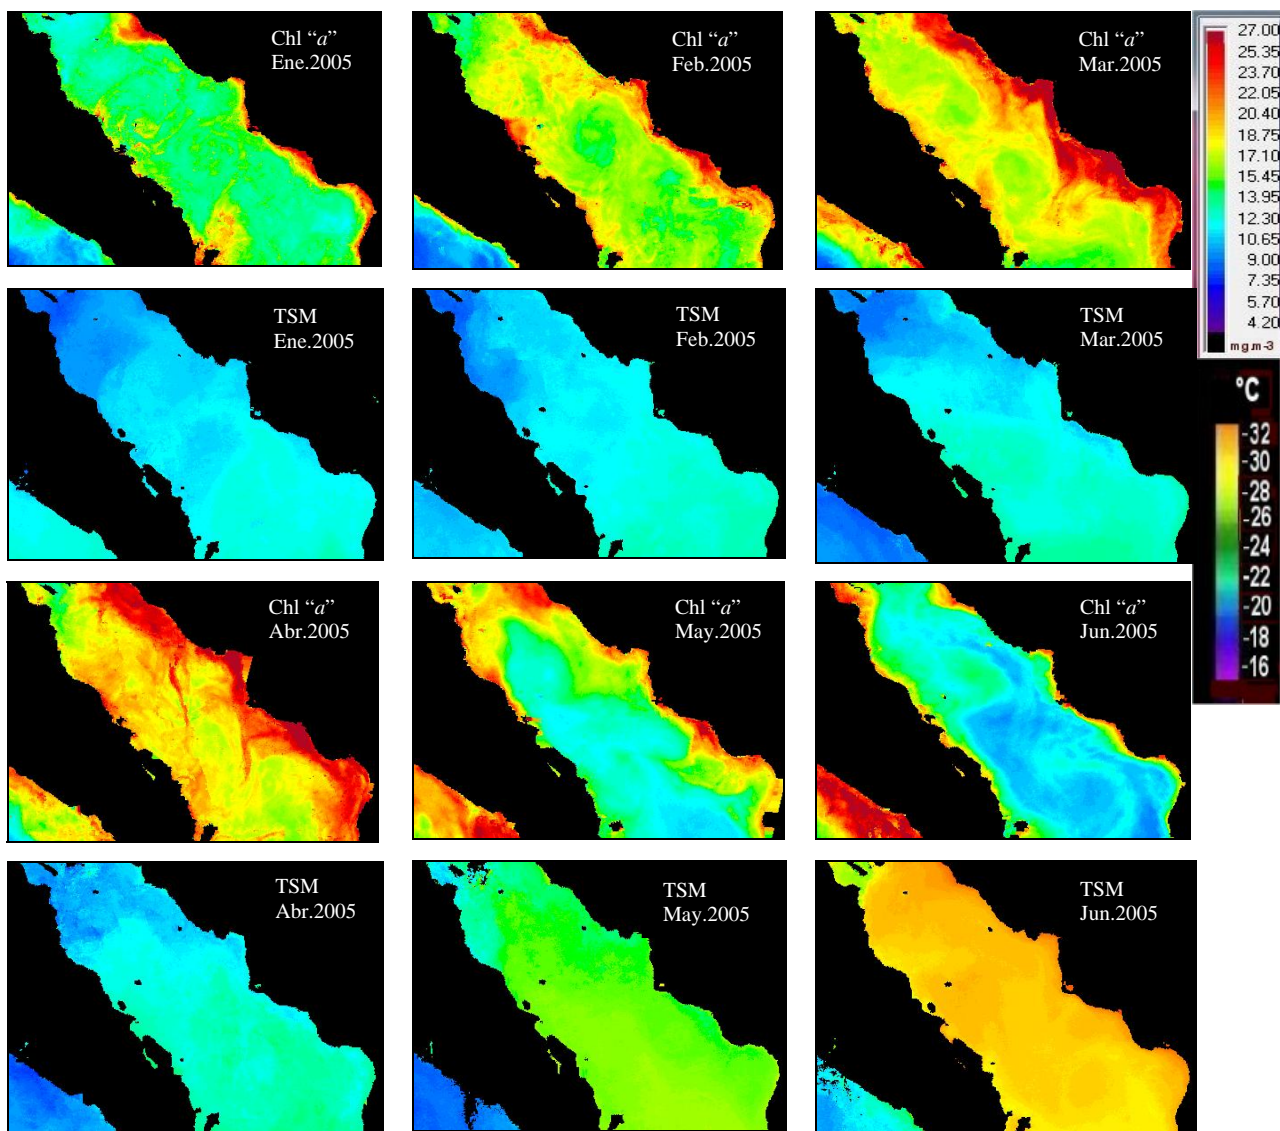 Chl “a”
Ene.2005
Chl “a”
Feb.2005
Chl “a”
Mar.2005
27.00
25.35
23.70
22.05
20.40
18.75
17.10
15.45
13.95
12.30
10.65
9.00
7.35
5.70
4.20
mg.m-3
TSM
Ene.2005
TSM
Feb.2005
TSM
Mar.2005
°C
-32
-30
-28
-26
-24
-22
-20
-18
-16
Chl “a”
Abr.2005
Chl “a”
May.2005
Chl “a”
Jun.2005
TSM
Abr.2005
TSM
May.2005
TSM
Jun.2005